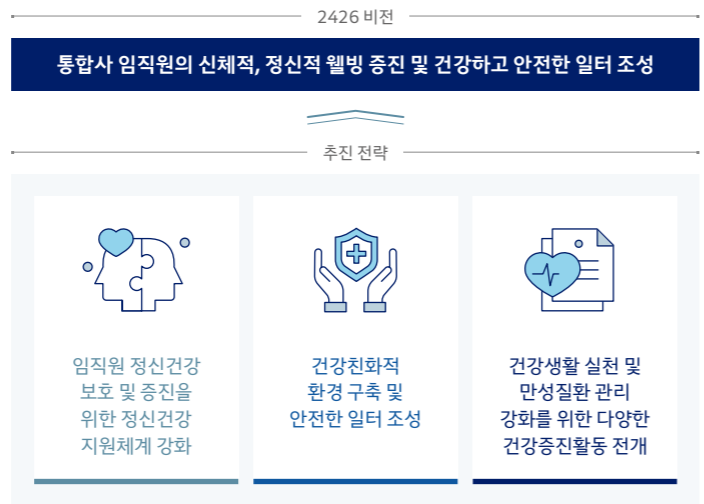 2426 비전
통합사 임직원의 신체적, 정신적 웰빙 증진 및 건강하고 안전한 일터 조성
추진 전략
임직원 정신건강
보호 및 증진을
위한 정신건강
지원체계 강화
건강친화적
환경 구축 및
안전한 일터 조성
건강생활 실천 및
만성질환 관리
강화를 위한 다양한
건강증진활동 전개